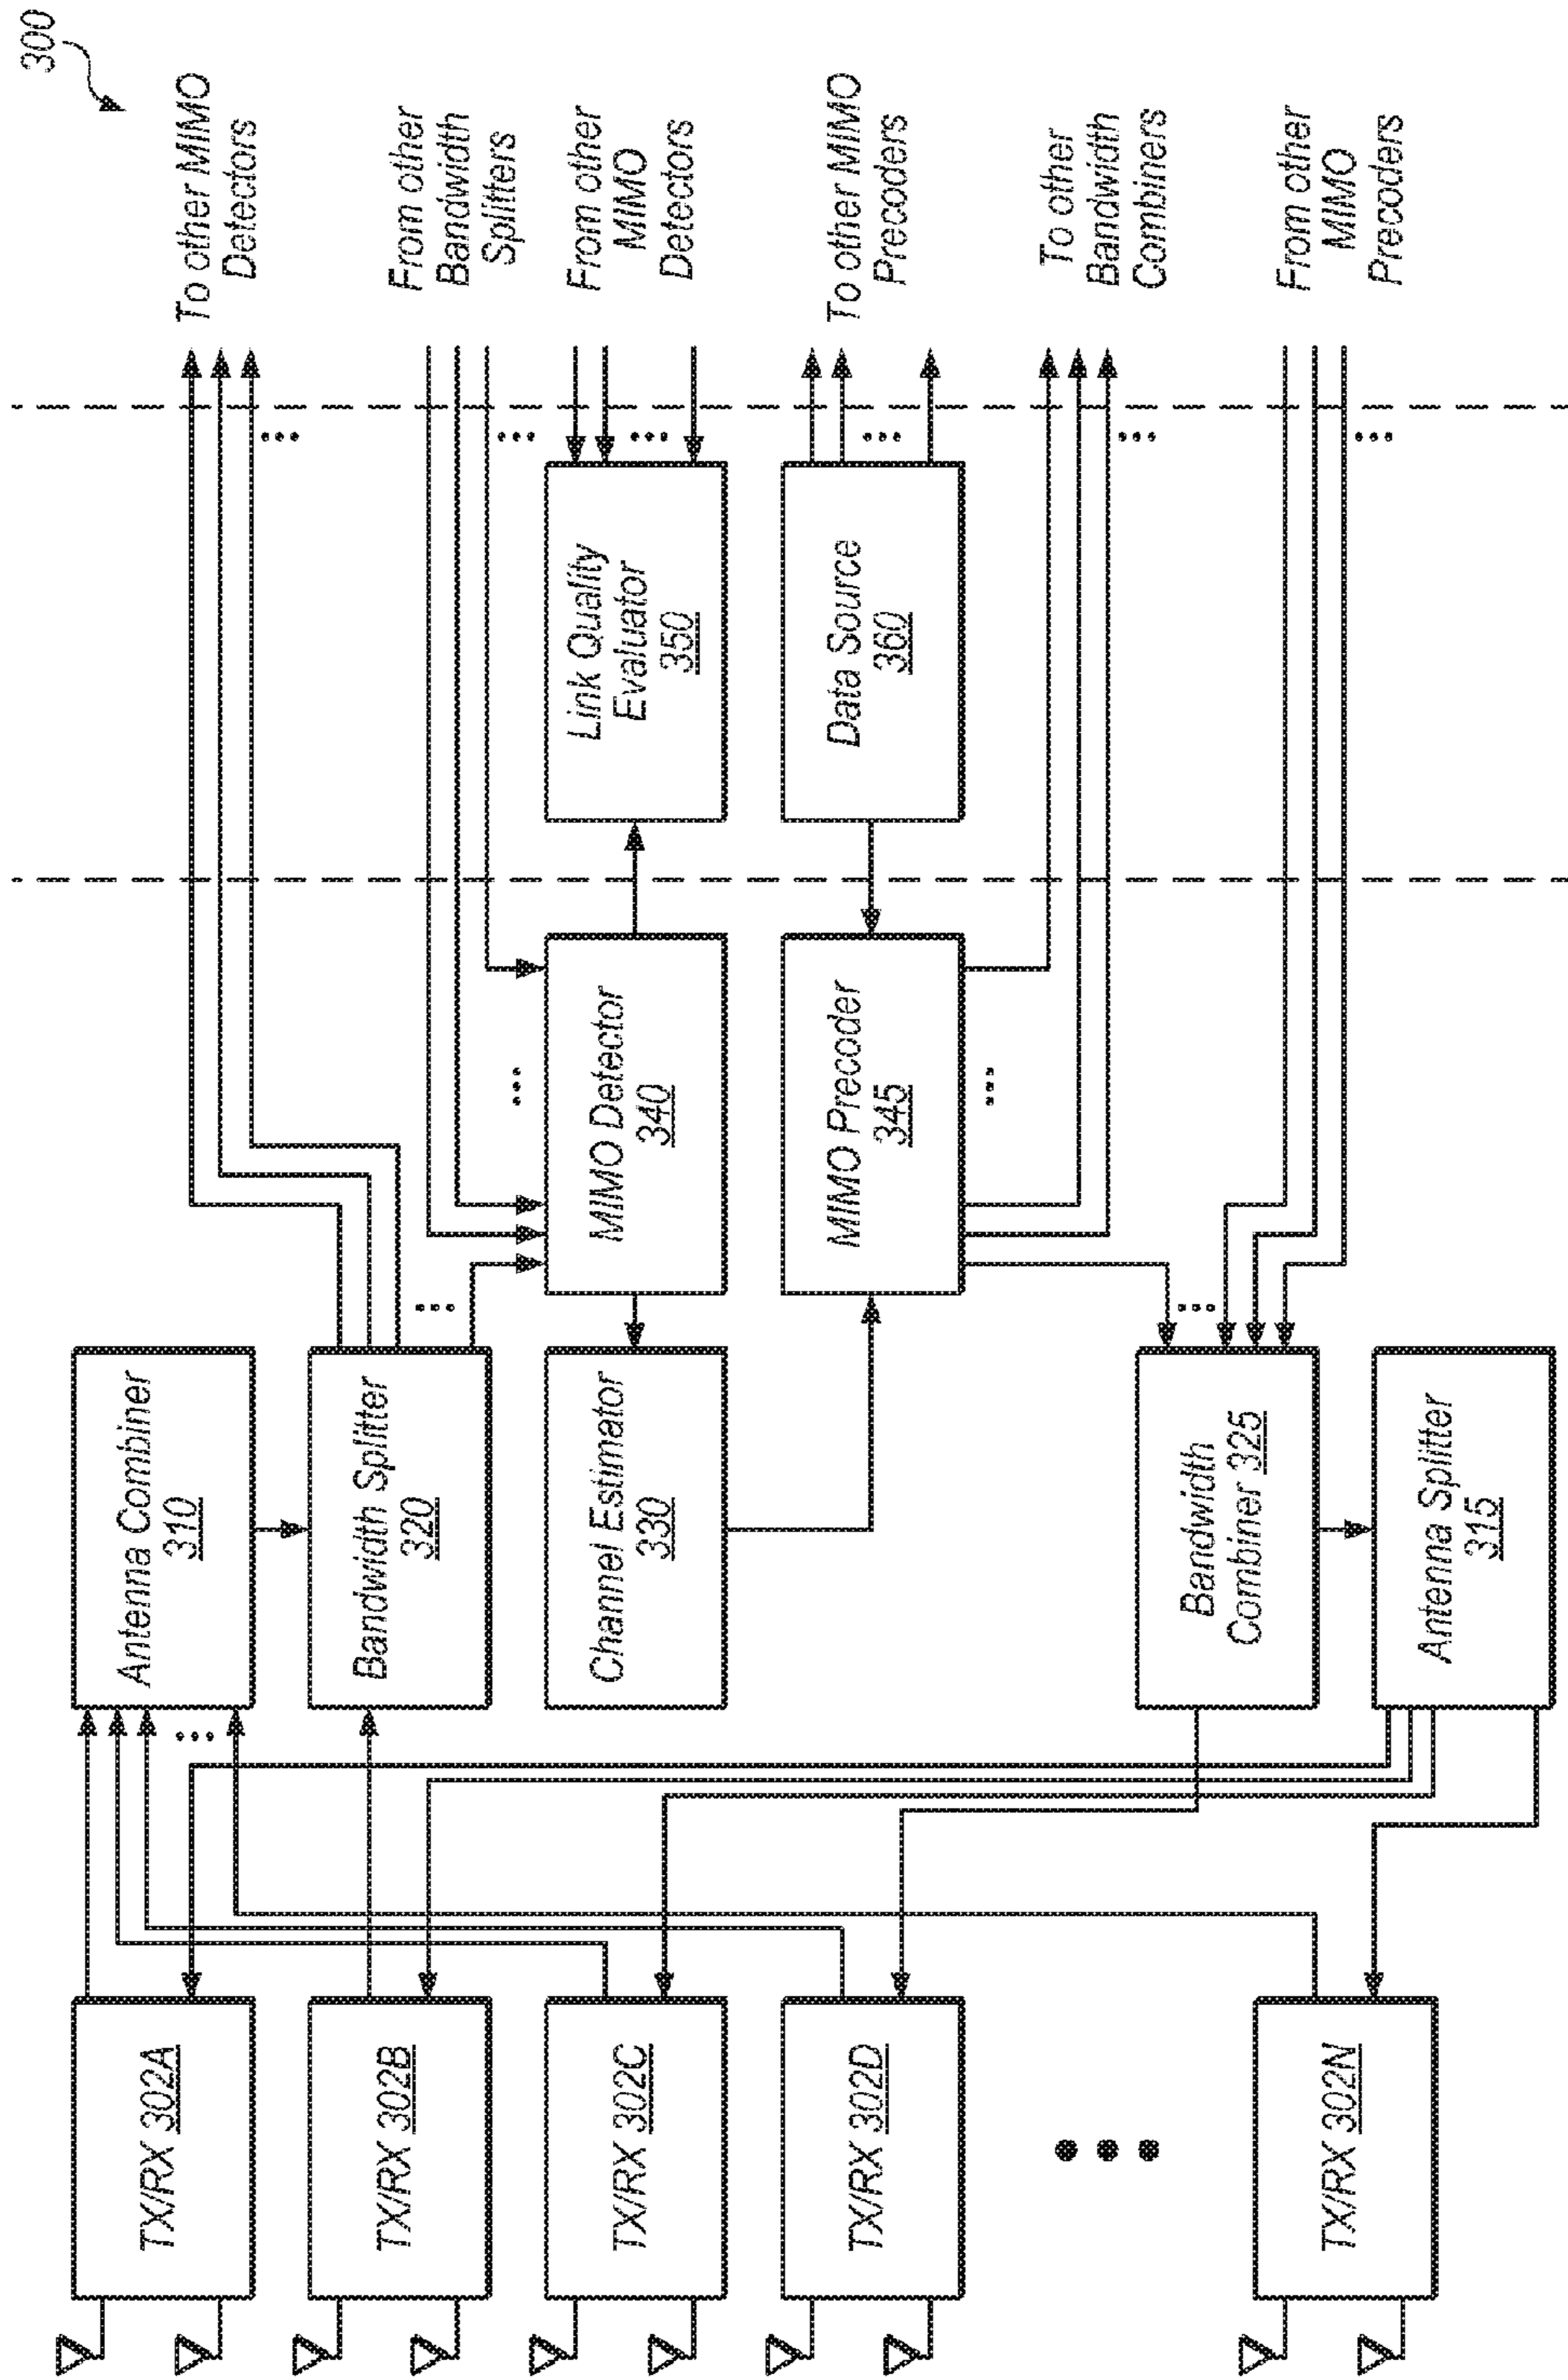 300
TX/RX 302A
TX/RX 302B
TX/RX 302C
TX/RX 302D
TX/RX 302N
Antenna Combiner
310
Bandwidth Splitter
320
Channel Estimator
330
Bandwidth
Combiner 325
Antenna Splitter
315
MIMO Detector
340
MIMO Precoder
345
Link Quality
Evaluator
350
Data Source
360
To other MIMO
Detectors
From other
Bandwidth
Splitters
From other
MIMO
Detectors
To other MIMO
Precoders
To other
Bandwidth
Combiners
From other
MIMO
Precoders